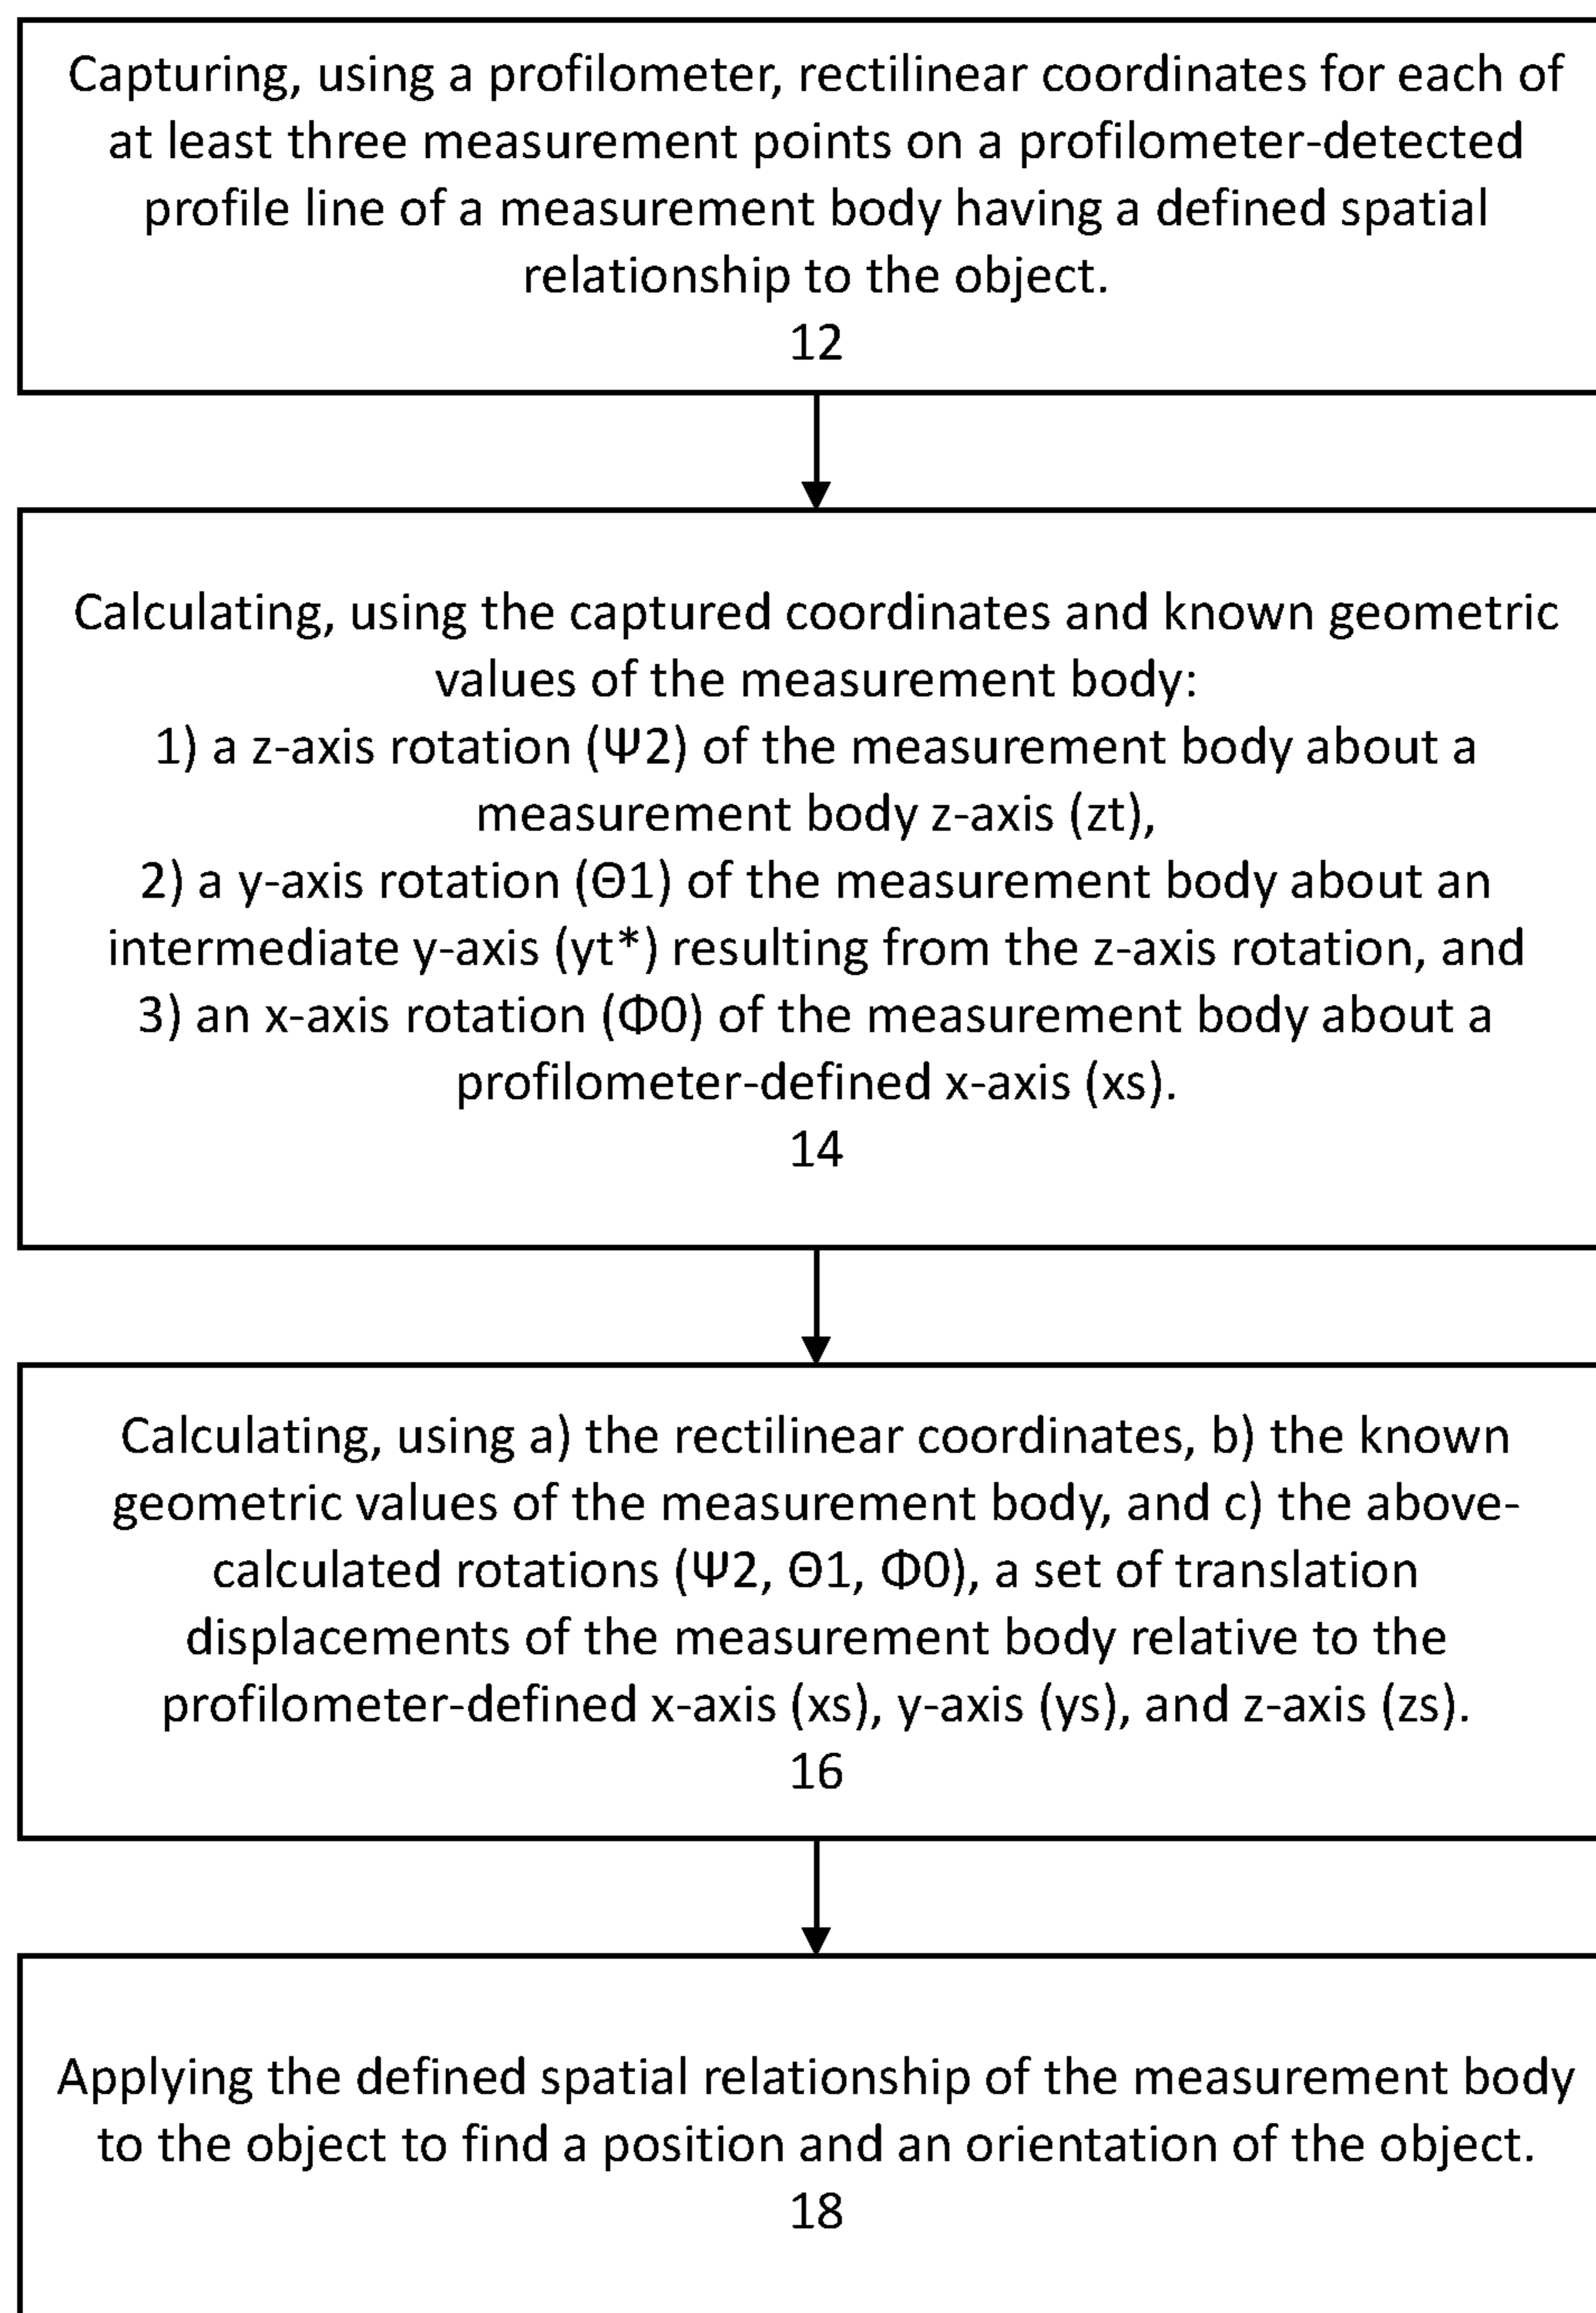 Capturing, using a profilometer, rectilinear coordinates for each of
at least three measurement points on a profilometer-detected
profile line of a measurement body having a defined spatial
relationship to the object.
12
Calculating, using the captured coordinates and known geometric
values of the measurement body:
1) a z-axis rotation (Ψ2) of the measurement body about a
measurement body z-axis (zt),
2) a y-axis rotation (Θ1) of the measurement body about an
intermediate y-axis (yt*) resulting from the z-axis rotation, and
3) an x-axis rotation (Φ0) of the measurement body about a
profilometer-defined x-axis (xs).
14
Calculating, using a) the rectilinear coordinates, b) the known
geometric values of the measurement body, and c) the above-
calculated rotations (Ψ2, Θ1, Φ0), a set of translation
displacements of the measurement body relative to the
profilometer-defined x-axis (xs), y-axis (ys), and z-axis (zs).
16
Applying the defined spatial relationship of the measurement body
to the object to find a position and an orientation of the object.
18